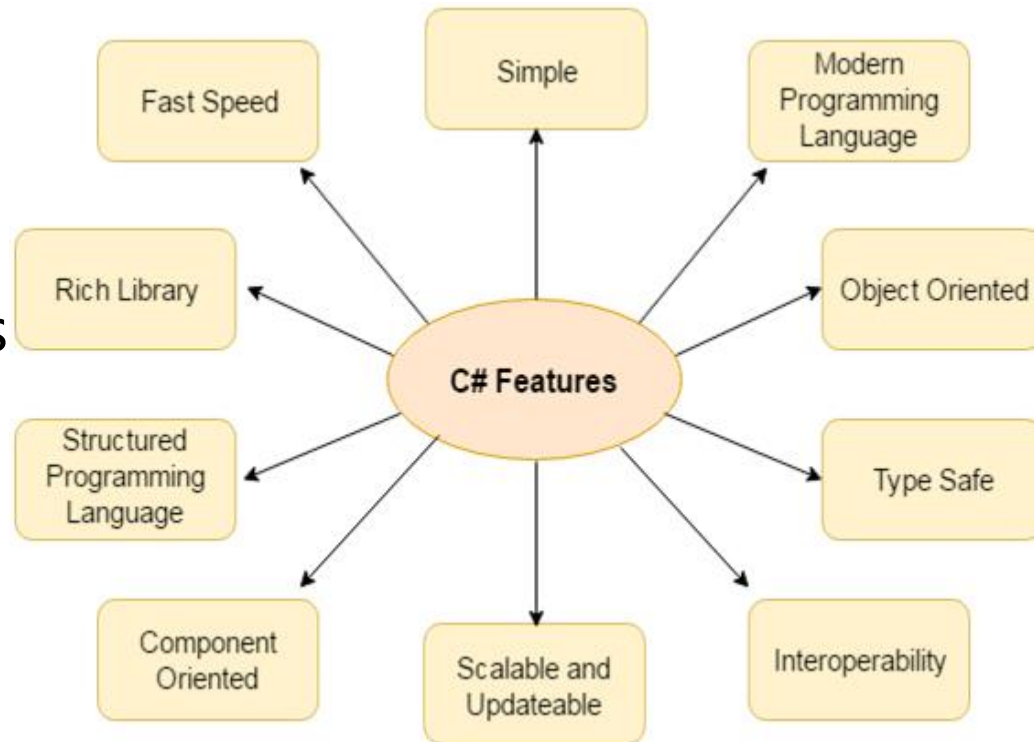 Simple
Modern
Programming
Language
Fast Speed
Object Oriented
Rich Library
s
C# Features
Type Safe
Structured
Programming
Language
Interoperability
Scalable and
Updateable
Component
Oriented